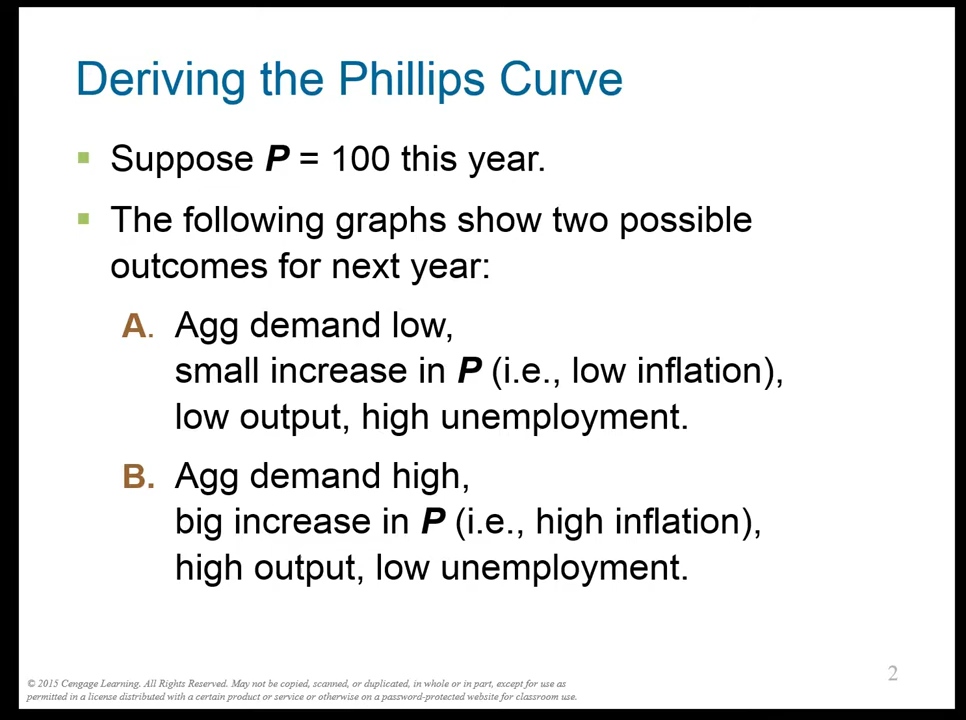 Deriving the Phillips Curve
▪ Suppose P = 100 this year.
▪ The following graphs show two possible
outcomes for next year:
A. Agg demand low,
small increase in P (i.e., low inflation),
low output, high unemployment.
B. Agg demand high,
big increase in P (i.e., high inflation),
high output, low unemployment.
2
© 2015 Cengage Learning. All Rights Reserved. May not be copied, scanned, or duplicated, in whole or in part, except for use as
permitted in a license distributed with a certain product or service or otherwise on a password-protected website for classroom use.